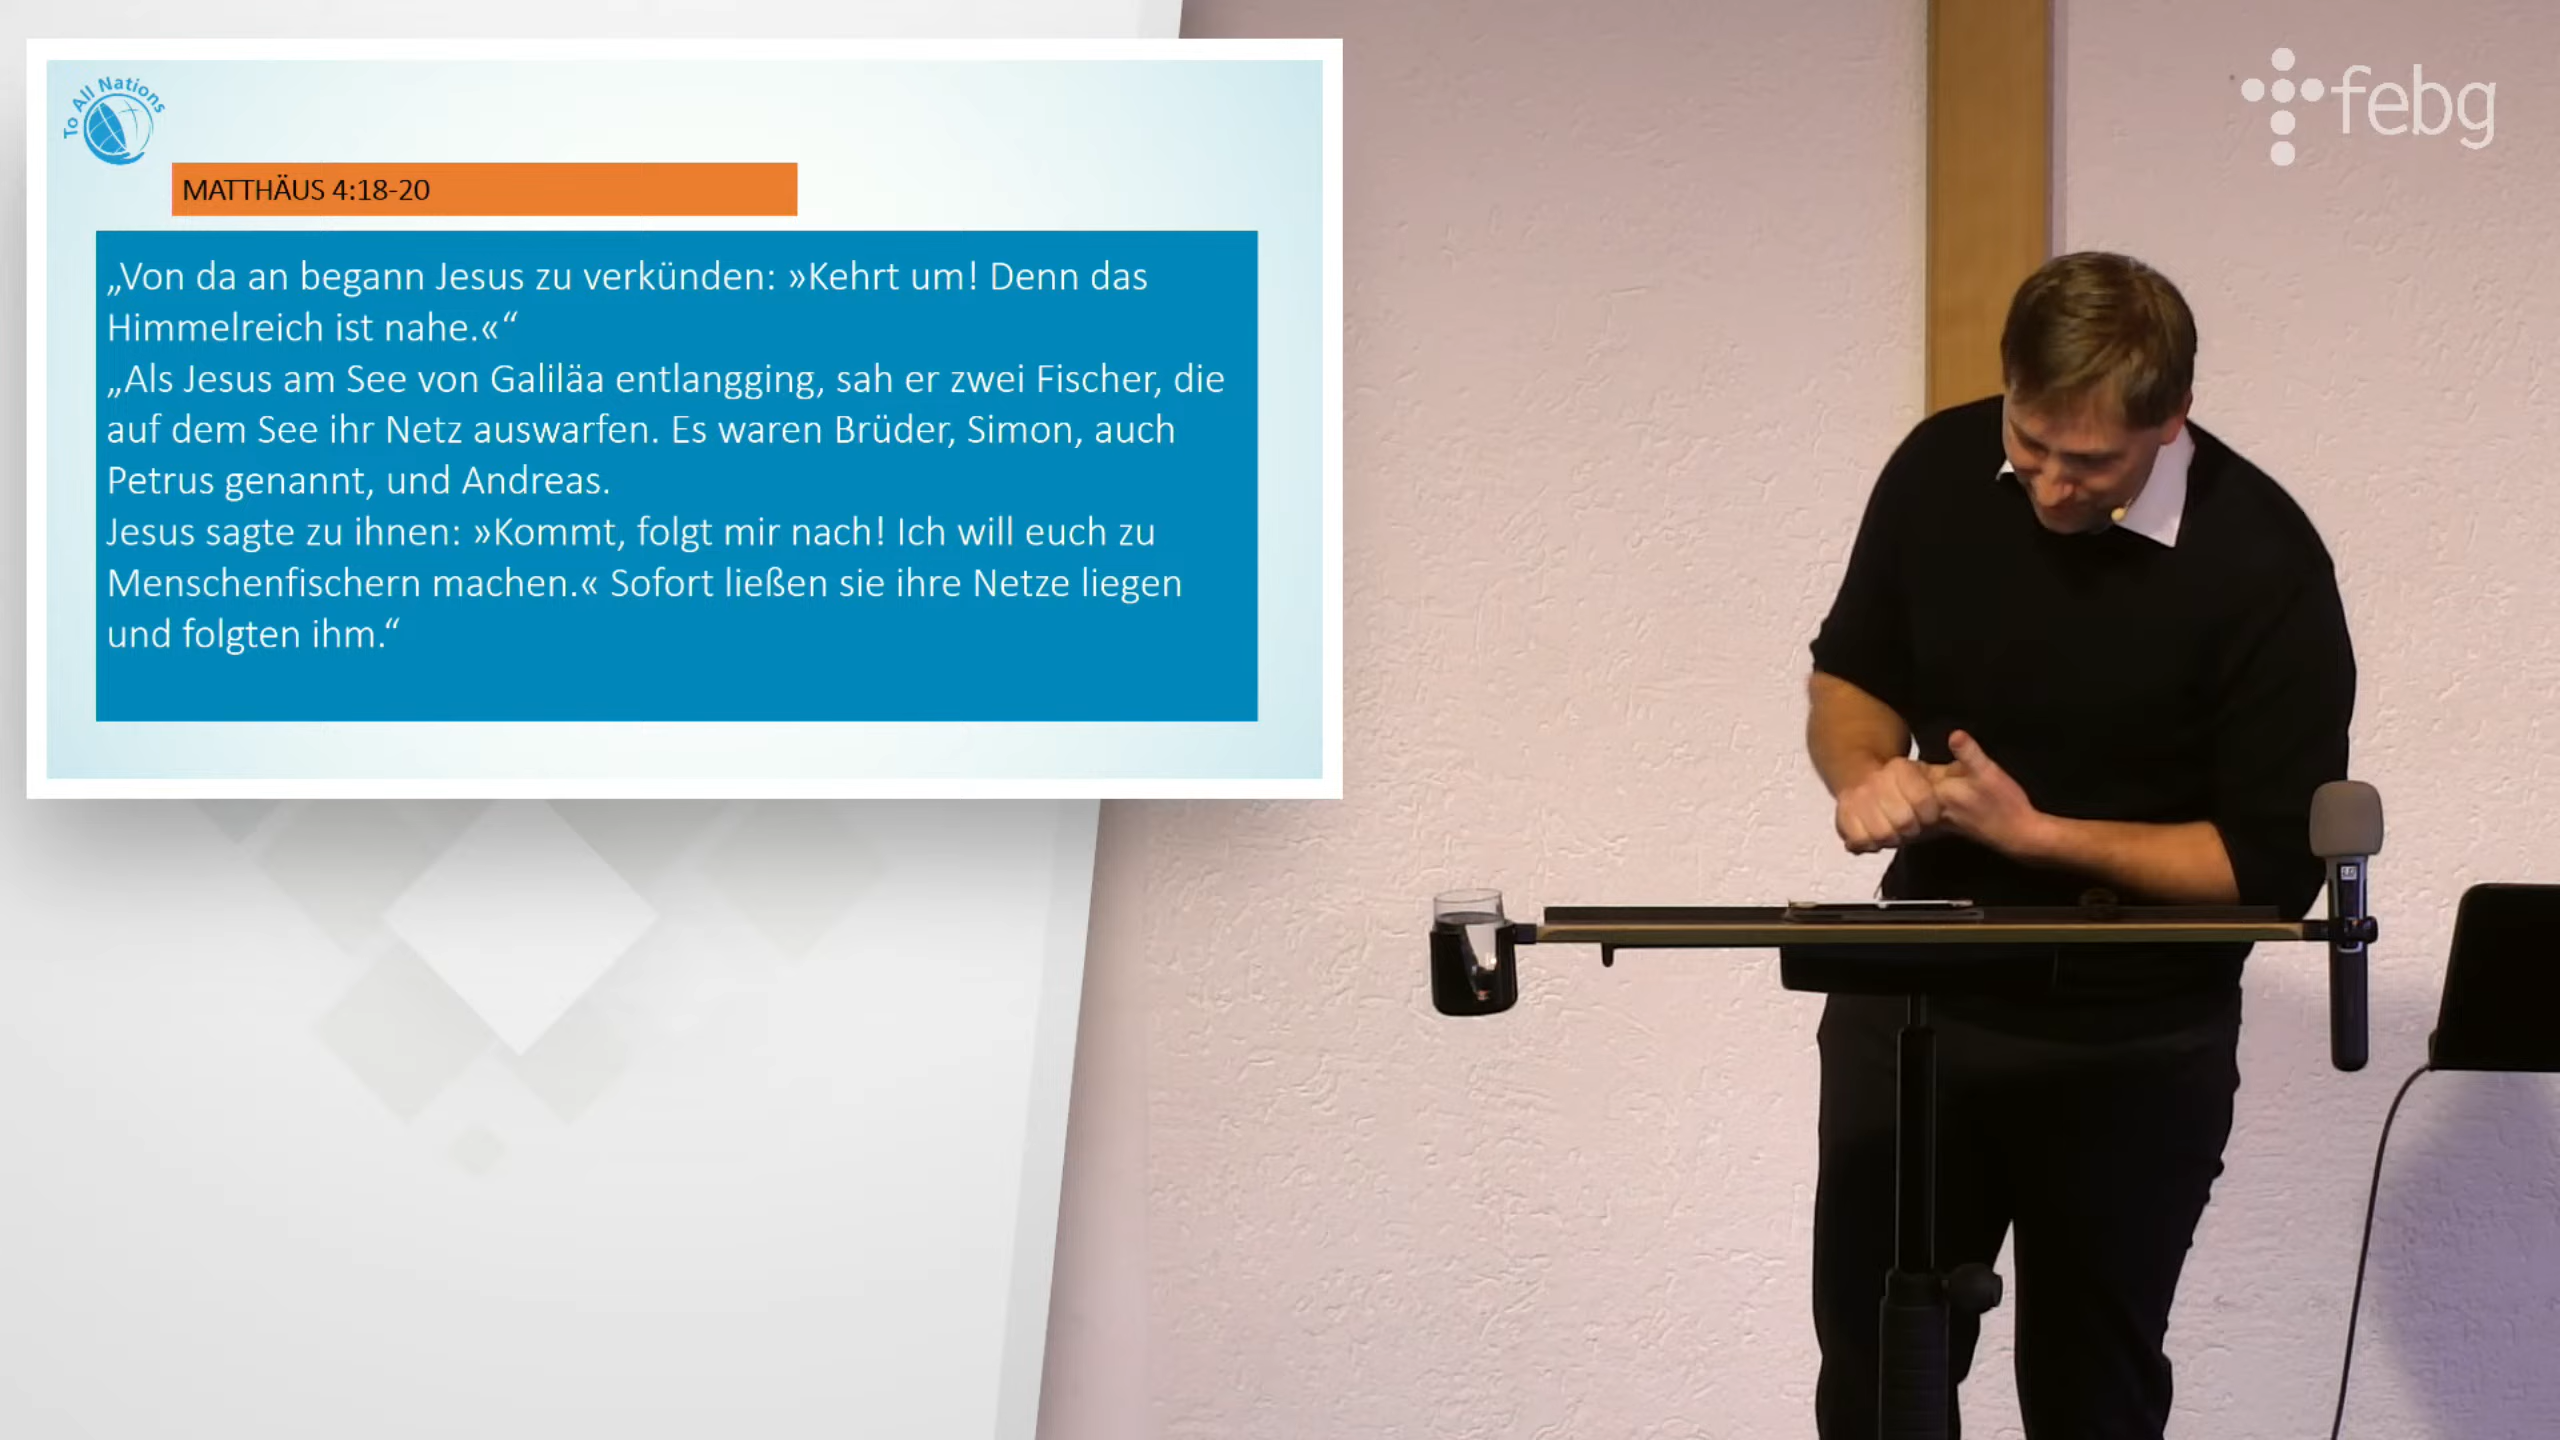 To All Nations
febg
MATTHÄUS 4:18-20
„Von da an begann Jesus zu verkünden: »Kehrt um! Denn das
Himmelreich ist nahe.«“
„Als Jesus am See von Galiläa entlangging, sah er zwei Fischer, die
auf dem See ihr Netz auswarfen. Es waren Brüder, Simon, auch
Petrus genannt, und Andreas.
Jesus sagte zu ihnen: »Kommt, folgt mir nach! Ich will euch zu
Menschenfischern machen.« Sofort ließen sie ihre Netze liegen
und folgten ihm.“